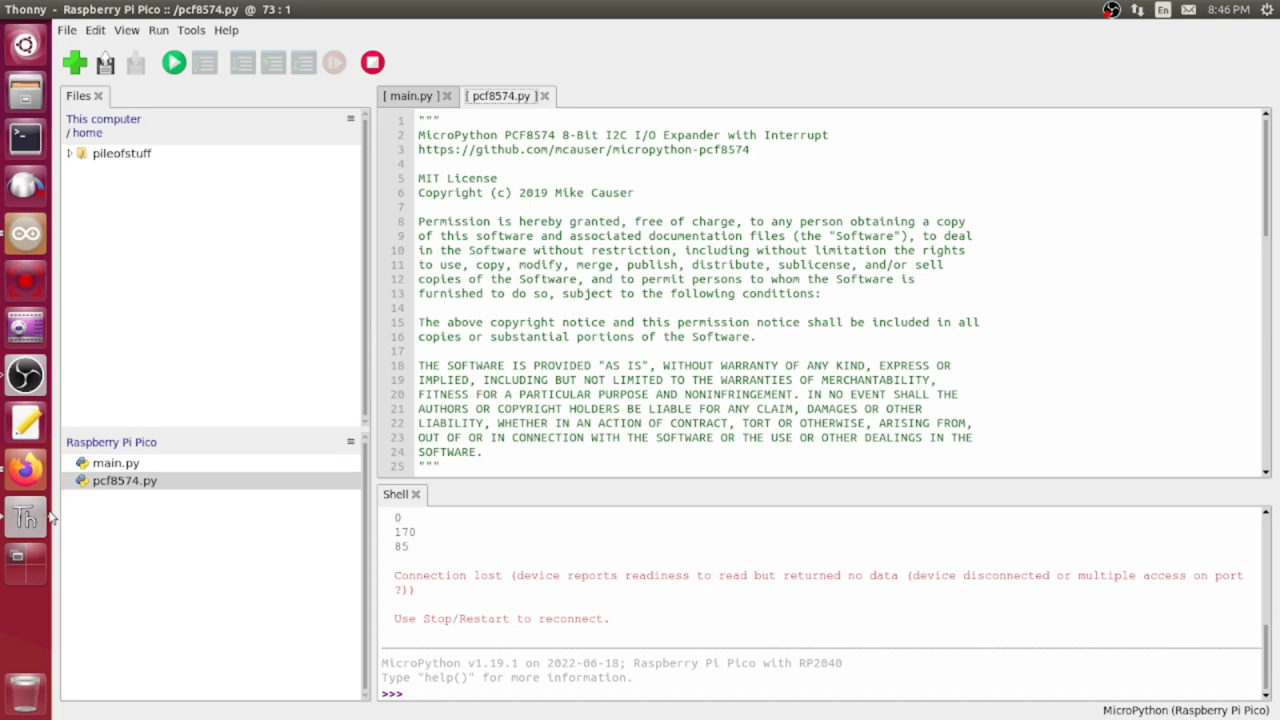 Thonny - Raspberry Pi Pico :: /pcf8574.py @ 73 : 1
En
8:46 PM
File Edit View Run Tools Help
Files
This computer
/ home
pileofstuff
Raspberry Pi Pico
main.py
pcf8574.py
Th
[ main.py ] [ pcf8574.py ]
1 """
2 MicroPython PCF8574 8-Bit I2C I/O Expander with Interrupt
3 https://github.com/mcauser/micropython-pcf8574
4
5 MIT License
6 Copyright (c) 2019 Mike Causer
7
8 Permission is hereby granted, free of charge, to any person obtaining a copy
9 of this software and associated documentation files (the "Software"), to deal
10 in the Software without restriction, including without limitation the rights
11 to use, copy, modify, merge, publish, distribute, sublicense, and/or sell
12 copies of the Software, and to permit persons to whom the Software is
13 furnished to do so, subject to the following conditions:
14
15 The above copyright notice and this permission notice shall be included in all
16 copies or substantial portions of the Software.
17
18 THE SOFTWARE IS PROVIDED "AS IS", WITHOUT WARRANTY OF ANY KIND, EXPRESS OR
19 IMPLIED, INCLUDING BUT NOT LIMITED TO THE WARRANTIES OF MERCHANTABILITY,
20 FITNESS FOR A PARTICULAR PURPOSE AND NONINFRINGEMENT. IN NO EVENT SHALL THE
21 AUTHORS OR COPYRIGHT HOLDERS BE LIABLE FOR ANY CLAIM, DAMAGES OR OTHER
22 LIABILITY, WHETHER IN AN ACTION OF CONTRACT, TORT OR OTHERWISE, ARISING FROM,
23 OUT OF OR IN CONNECTION WITH THE SOFTWARE OR THE USE OR OTHER DEALINGS IN THE
24 SOFTWARE.
25 """
Shell
0
170
85
Connection lost (device reports readiness to read but returned no data (device disconnected or multiple access on port
?))
Use Stop/Restart to reconnect.
MicroPython v1.19.1 on 2022-06-18; Raspberry Pi Pico with RP2040
Type "help()" for more information.
>>>
MicroPython (Raspberry Pi Pico)